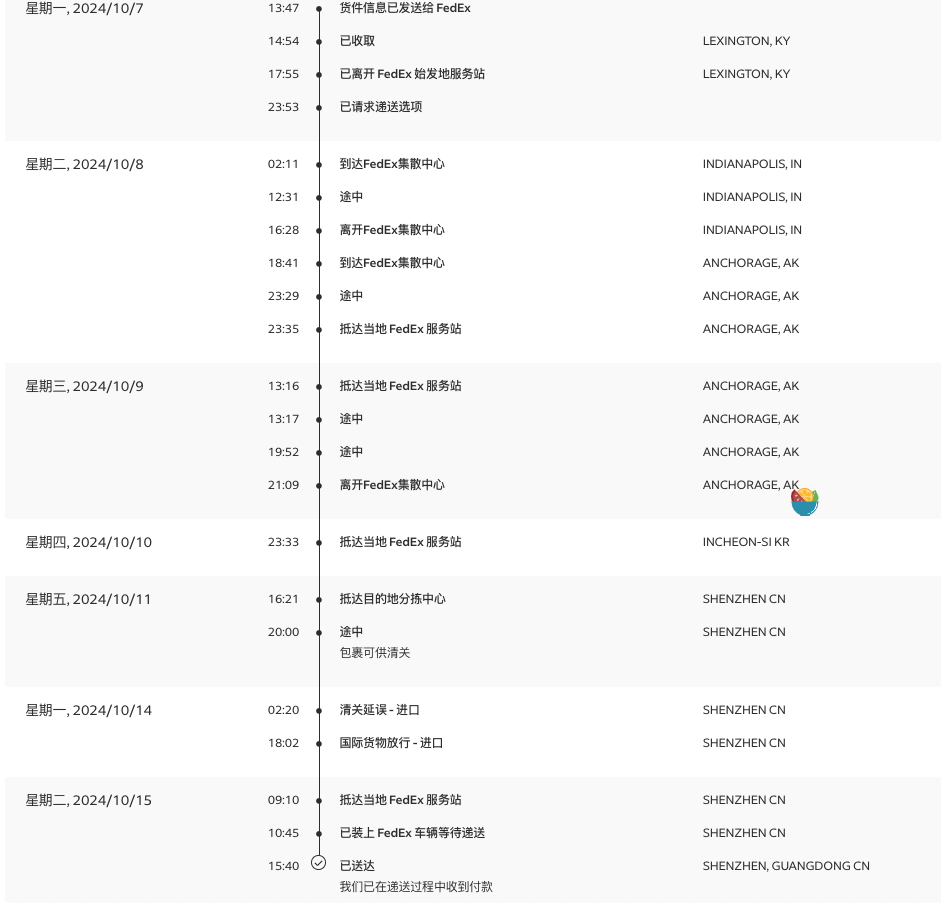 星期一, 2024/10/7 13:47 货件信息已发送给 FedEx
14:54 已收取 LEXINGTON, KY
17:55 已离开 FedEx 始发地服务站 LEXINGTON, KY
23:53 已请求递送选项
星期二, 2024/10/8 02:11 到达FedEx集散中心 INDIANAPOLIS, IN
12:31 途中 INDIANAPOLIS, IN
16:28 离开FedEx集散中心 INDIANAPOLIS, IN
18:41 到达FedEx集散中心 ANCHORAGE, AK
23:29 途中 ANCHORAGE, AK
23:35 抵达当地 FedEx 服务站 ANCHORAGE, AK
星期三, 2024/10/9 13:16 抵达当地 FedEx 服务站 ANCHORAGE, AK
13:17 途中 ANCHORAGE, AK
19:52 途中 ANCHORAGE, AK
21:09 离开FedEx集散中心 ANCHORAGE, AK
星期四, 2024/10/10 23:33 抵达当地 FedEx 服务站 INCHEON-SI KR
星期五, 2024/10/11 16:21 抵达目的地分拣中心 SHENZHEN CN
20:00 途中 SHENZHEN CN
包裹可供清关
星期一, 2024/10/14 02:20 清关延误 - 进口 SHENZHEN CN
18:02 国际货物放行 - 进口 SHENZHEN CN
星期二, 2024/10/15 09:10 抵达当地 FedEx 服务站 SHENZHEN CN
10:45 已装上 FedEx 车辆等待递送 SHENZHEN CN
15:40 已送达 SHENZHEN, GUANGDONG CN
我们已在递送过程中收到付款